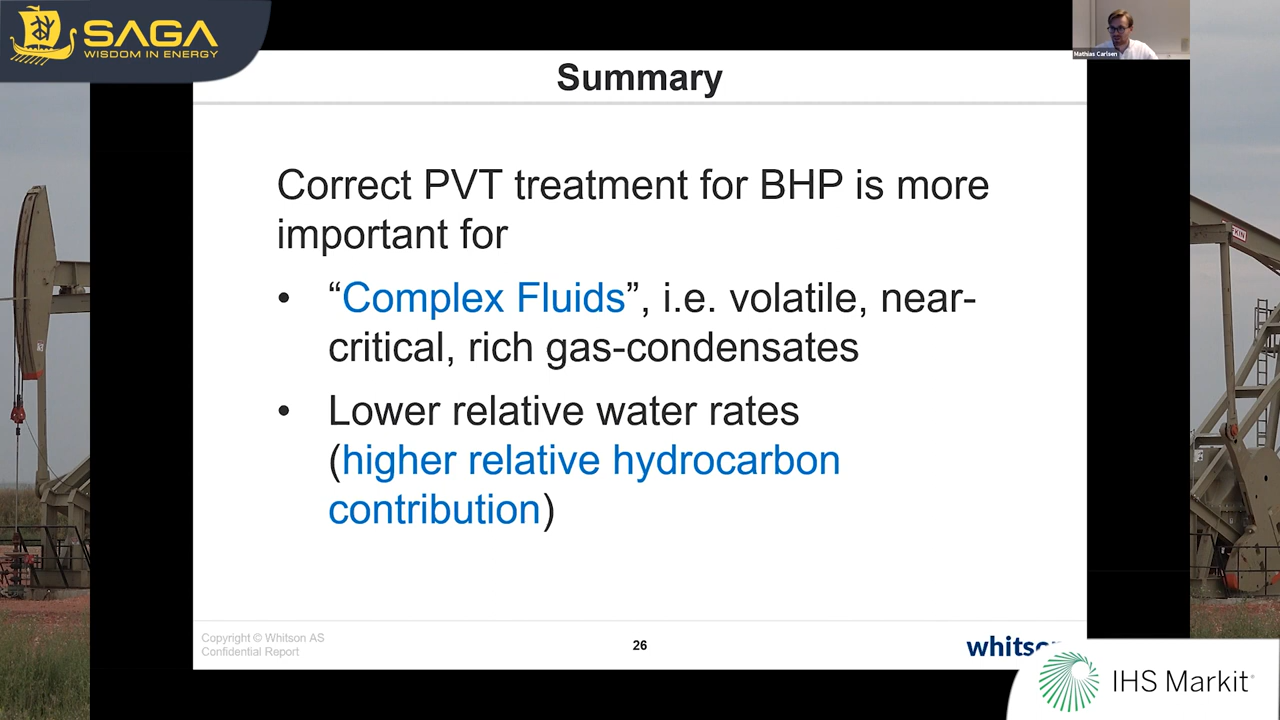 SAGA
WISDOM IN ENERGY
Mathias Carlsen
Summary
Correct PVT treatment for BHP is more
important for
• “Complex Fluids”, i.e. volatile, near-
critical, rich gas-condensates
• Lower relative water rates
(higher relative hydrocarbon
contribution)
Copyright © Whitson AS
Confidential Report
26
IHS Markit